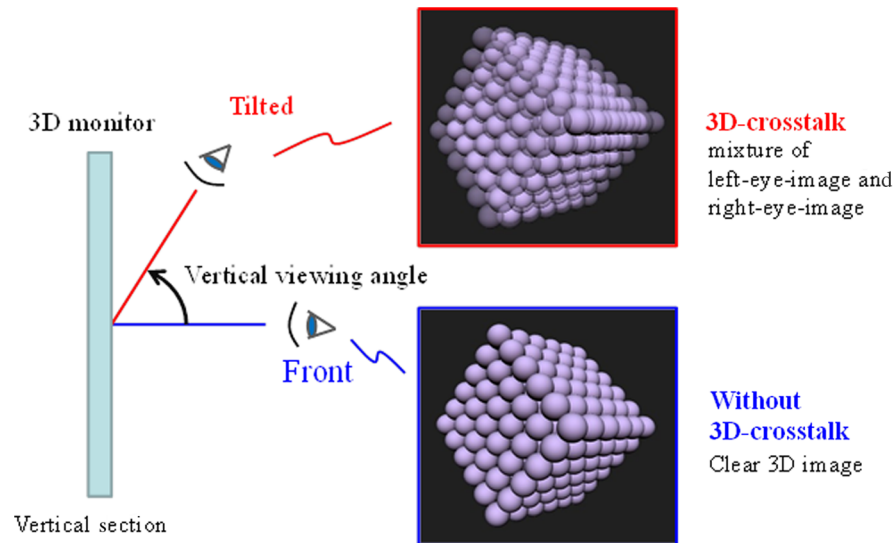 Tilted
3D monitor
3D-crosstalk
mixture of
left-eye-image and
right-eye-image
Vertical viewing angle
Front
Without
3D-crosstalk
Clear 3D image
Vertical section